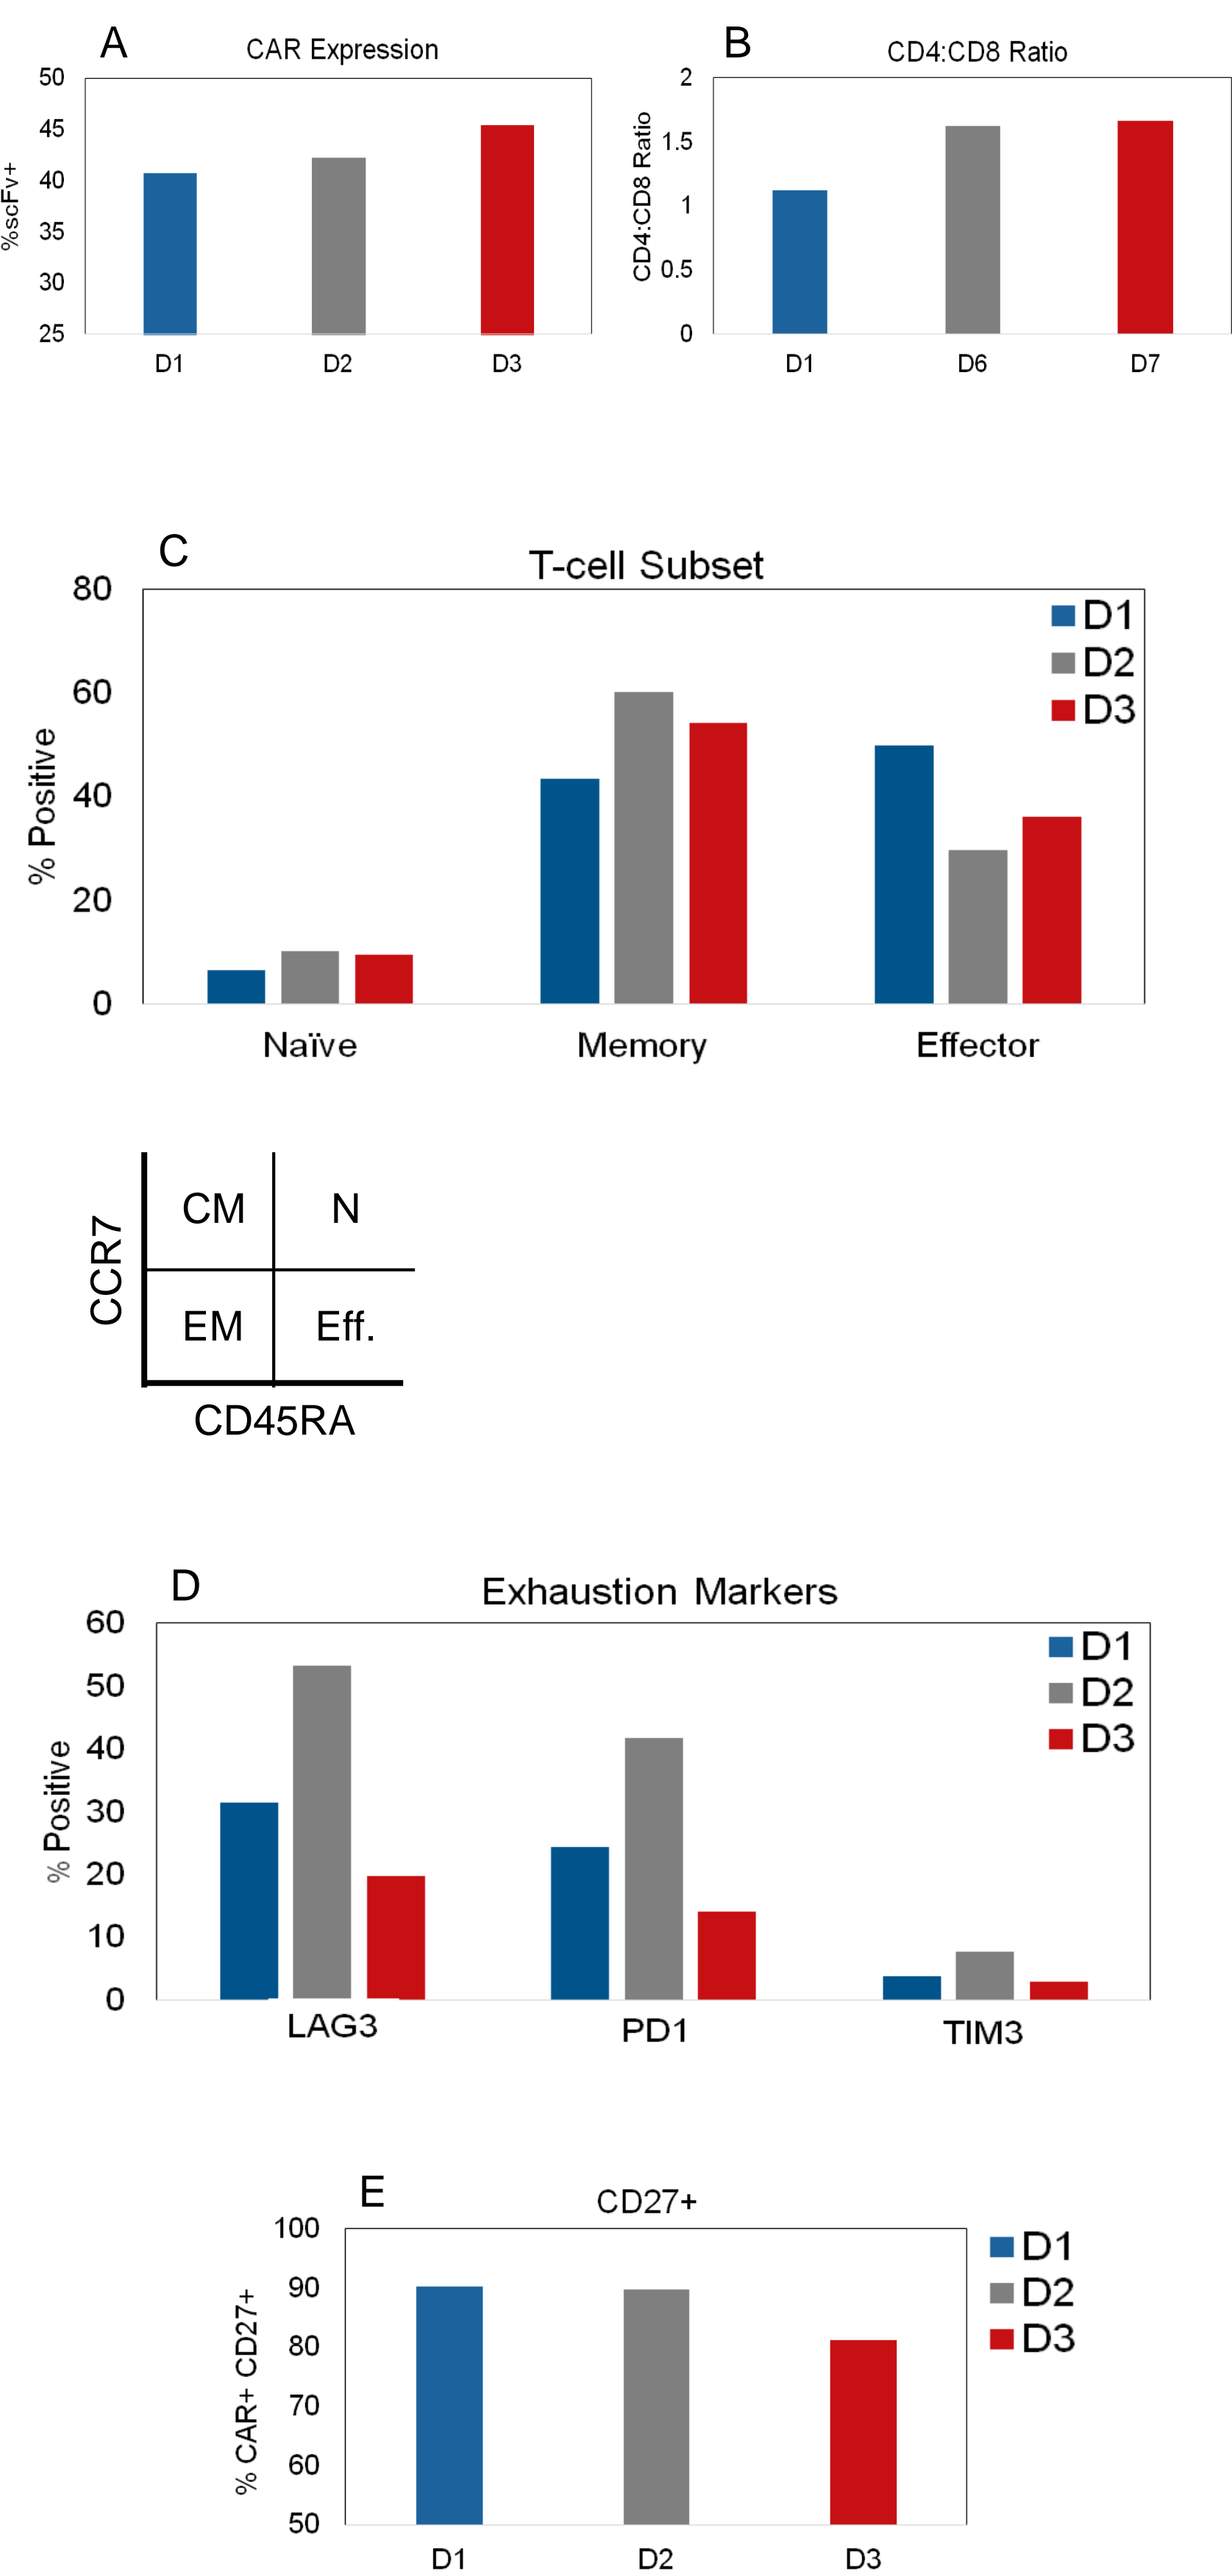 A
CAR Expression
50
45
40
35
30
25
%scFv+
D1 D2 D3
B
CD4:CD8 Ratio
2
1.5
1
0.5
0
CD4:CD8 Ratio
D1 D6 D7
C
T-cell Subset
80
60
40
20
0
% Positive
D1
D2
D3
Naïve Memory Effector
CCR7
CM N
EM Eff.
CD45RA
D
Exhaustion Markers
60
50
40
30
20
10
0
% Positive
D1
D2
D3
LAG3 PD1 TIM3
E
CD27+
100
90
80
70
60
50
% CAR+ CD27+
D1
D2
D3
D1 D2 D3